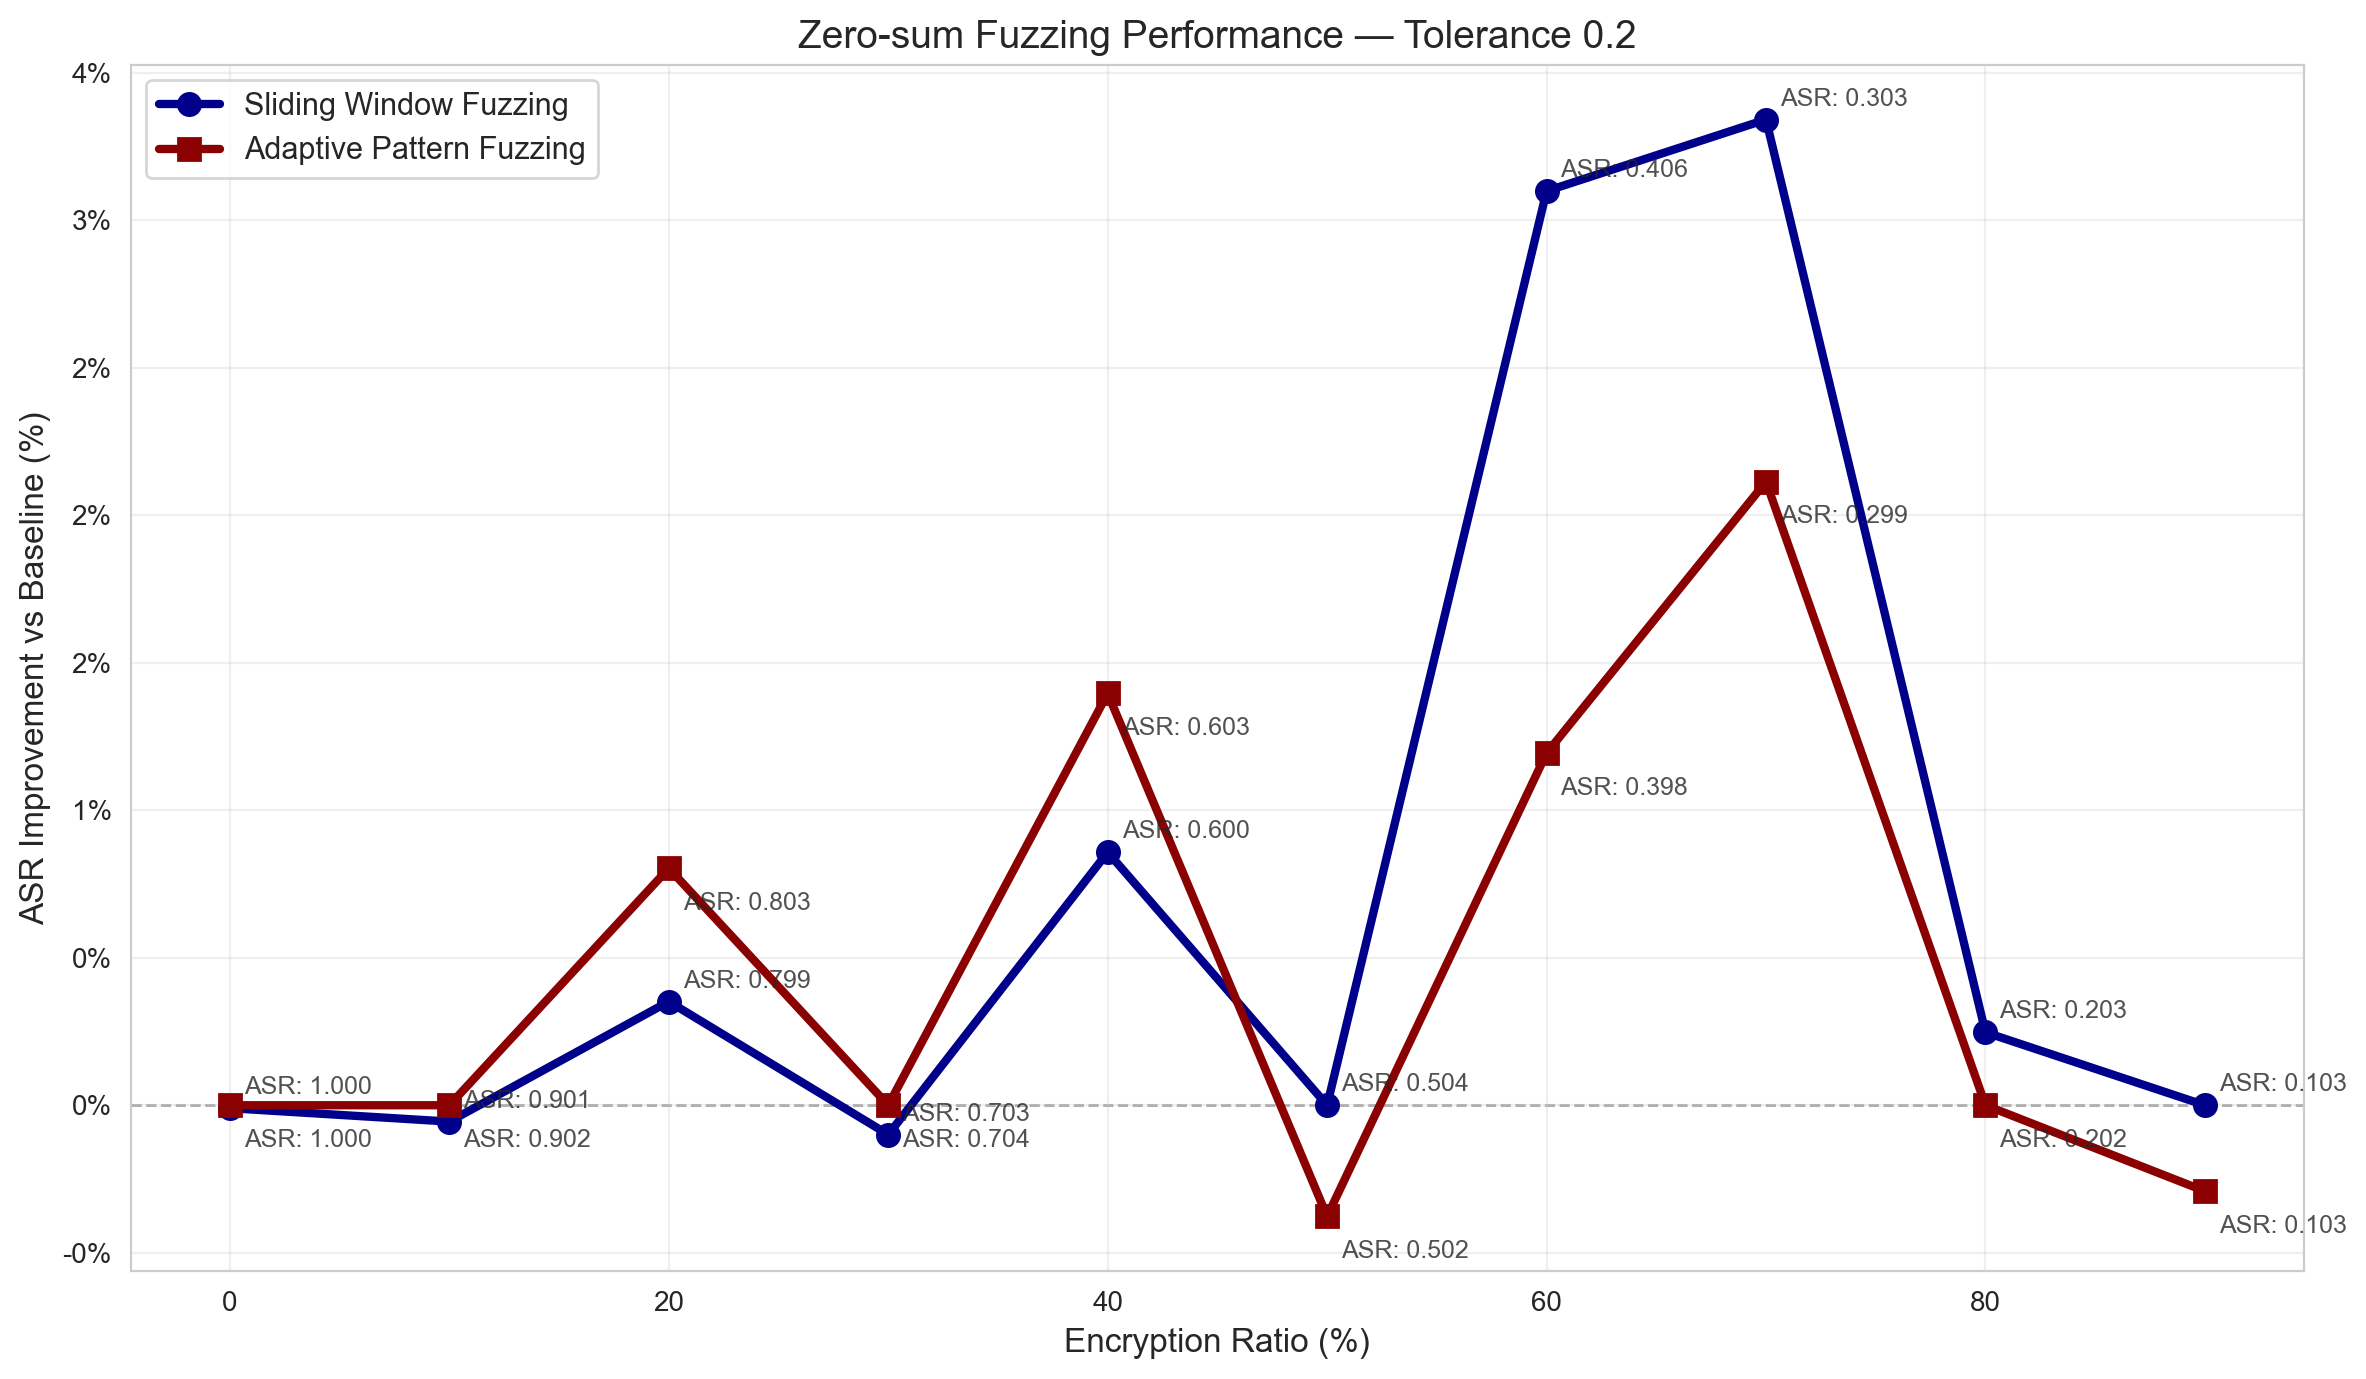 Zero-sum Fuzzing Performance — Tolerance 0.2
Sliding Window Fuzzing
Adaptive Pattern Fuzzing
ASR Improvement vs Baseline (%)
4%
3%
2%
2%
2%
1%
0%
0%
-0%
ASR: 0.303
ASR: 0.406
ASR: 0.299
ASR: 0.603
ASR: 0.398
ASR: 0.600
ASR: 0.803
ASR: 0.799
ASR: 0.203
ASR: 1.000
ASR: 0.901
ASR: 0.504
ASR: 0.103
ASR: 0.703
ASR: 1.000
ASR: 0.902
ASR: 0.704
ASR: 0.202
ASR: 0.103
ASR: 0.502
0
20
40
60
80
Encryption Ratio (%)